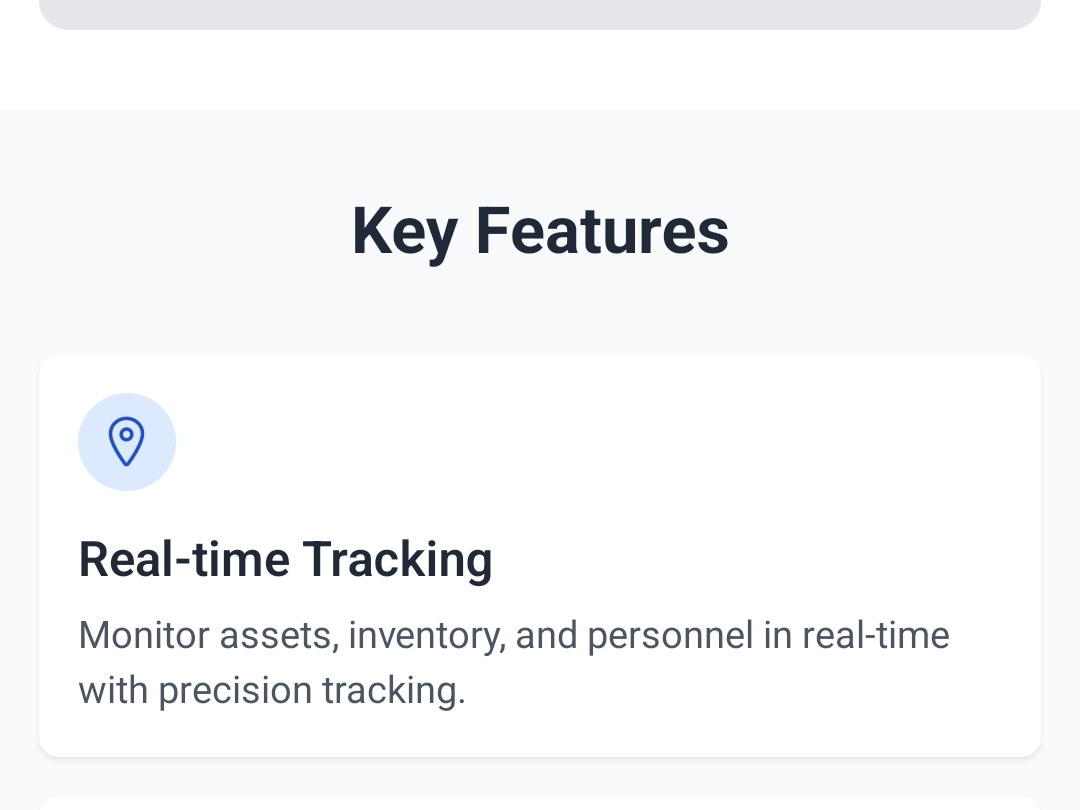 Key Features
Real-time Tracking
Monitor assets, inventory, and personnel in real-time
with precision tracking.